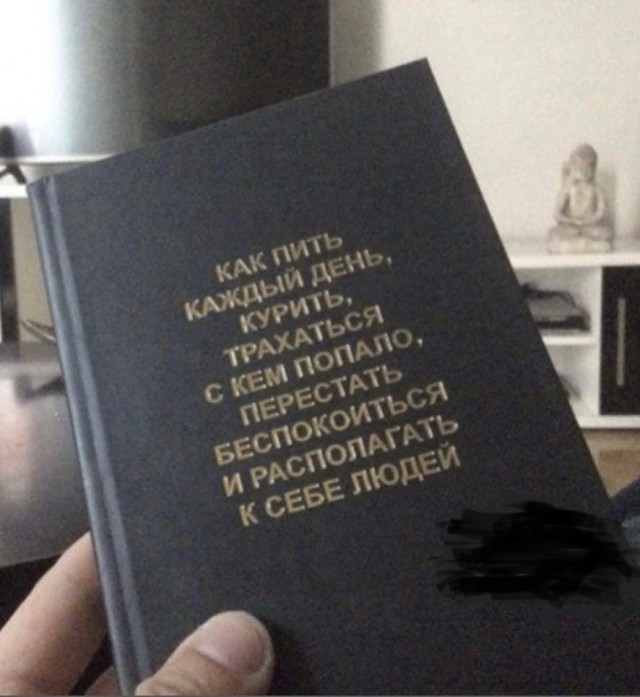 КАК ПИТЬ
КАЖДЫЙ ДЕНЬ,
КУРИТЬ,
ТРАХАТЬСЯ
С КЕМ ПОПАЛО,
ПЕРЕСТАТЬ
БЕСПОКОИТЬСЯ
И РАСПОЛАГАТЬ
К СЕБЕ ЛЮДЕЙ